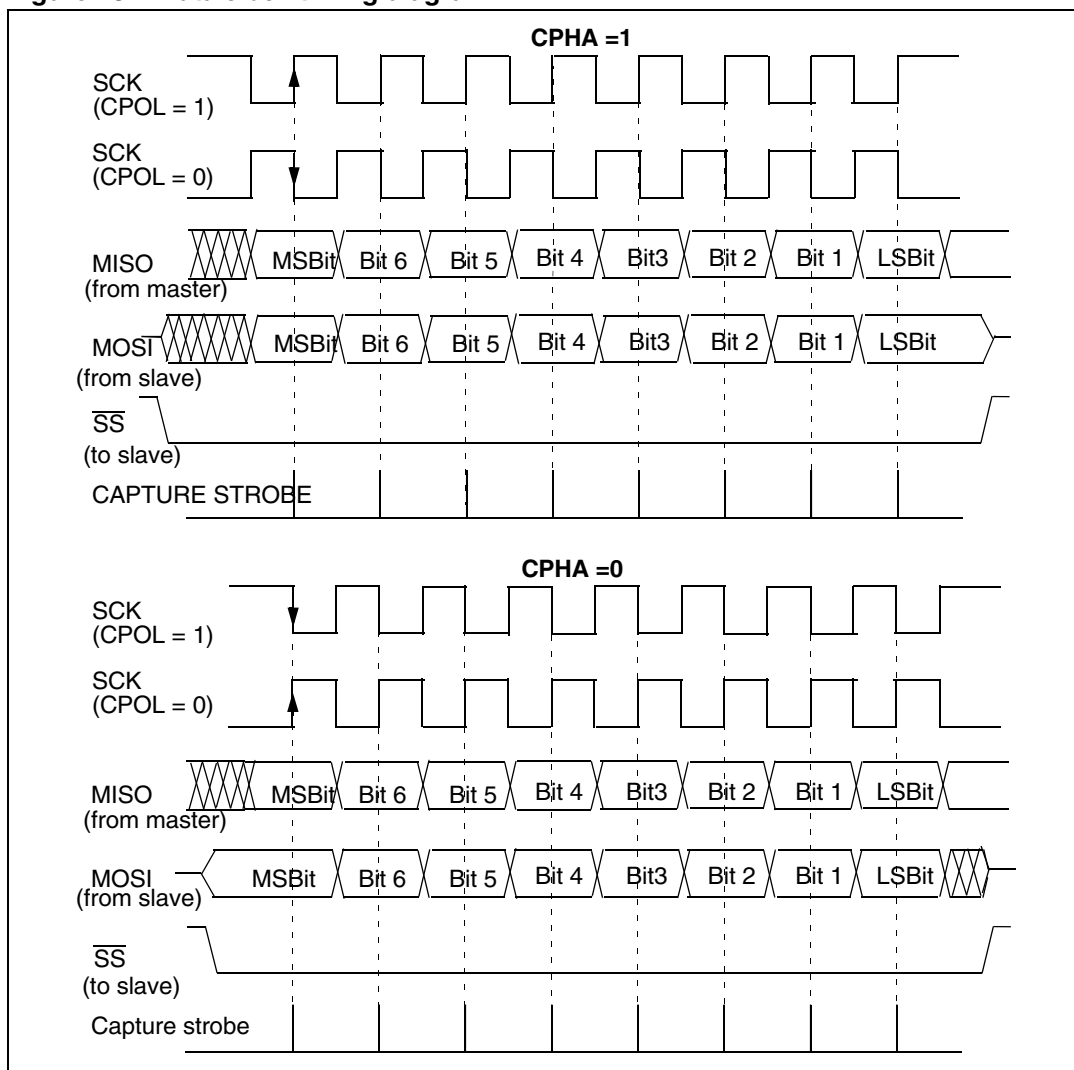 CPHA =1
SCK
(CPOL = 1)
SCK
(CPOL = 0)
MISO
(from master)
MSBit Bit 6 Bit 5 Bit 4 Bit3 Bit 2 Bit 1 LSBit
MOSI
(from slave)
MSBit Bit 6 Bit 5 Bit 4 Bit3 Bit 2 Bit 1 LSBit
SS
(to slave)
CAPTURE STROBE
CPHA =0
SCK
(CPOL = 1)
SCK
(CPOL = 0)
MISO
(from master)
MSBit Bit 6 Bit 5 Bit 4 Bit3 Bit 2 Bit 1 LSBit
MOSI
(from slave)
MSBit Bit 6 Bit 5 Bit 4 Bit3 Bit 2 Bit 1 LSBit
SS
(to slave)
Capture strobe